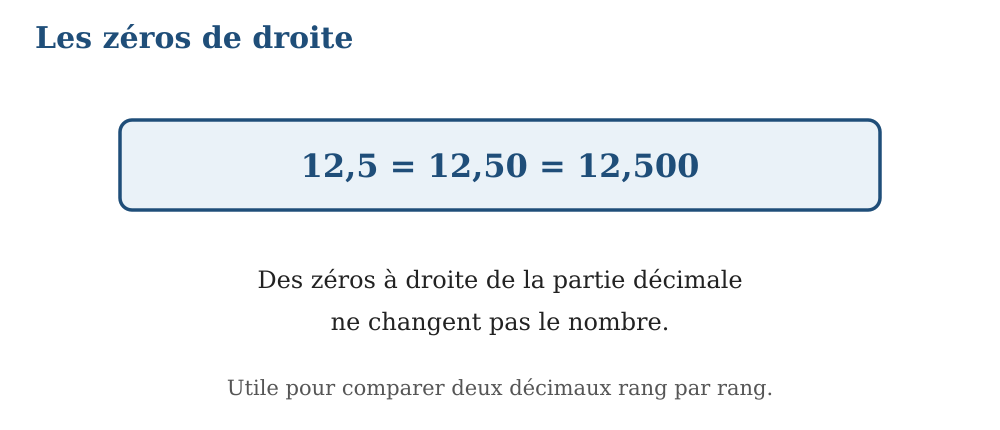 Les zéros de droite
12,5 = 12,50 = 12,500
Des zéros à droite de la partie décimale
ne changent pas le nombre.
Utile pour comparer deux décimaux rang par rang.